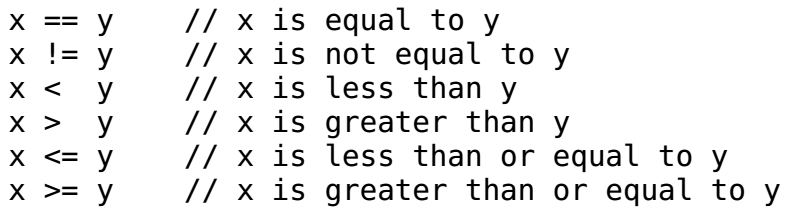 x == y    // x is equal to y
x != y    // x is not equal to y
x <  y    // x is less than y
x >  y    // x is greater than y
x <= y    // x is less than or equal to y
x >= y    // x is greater than or equal to y